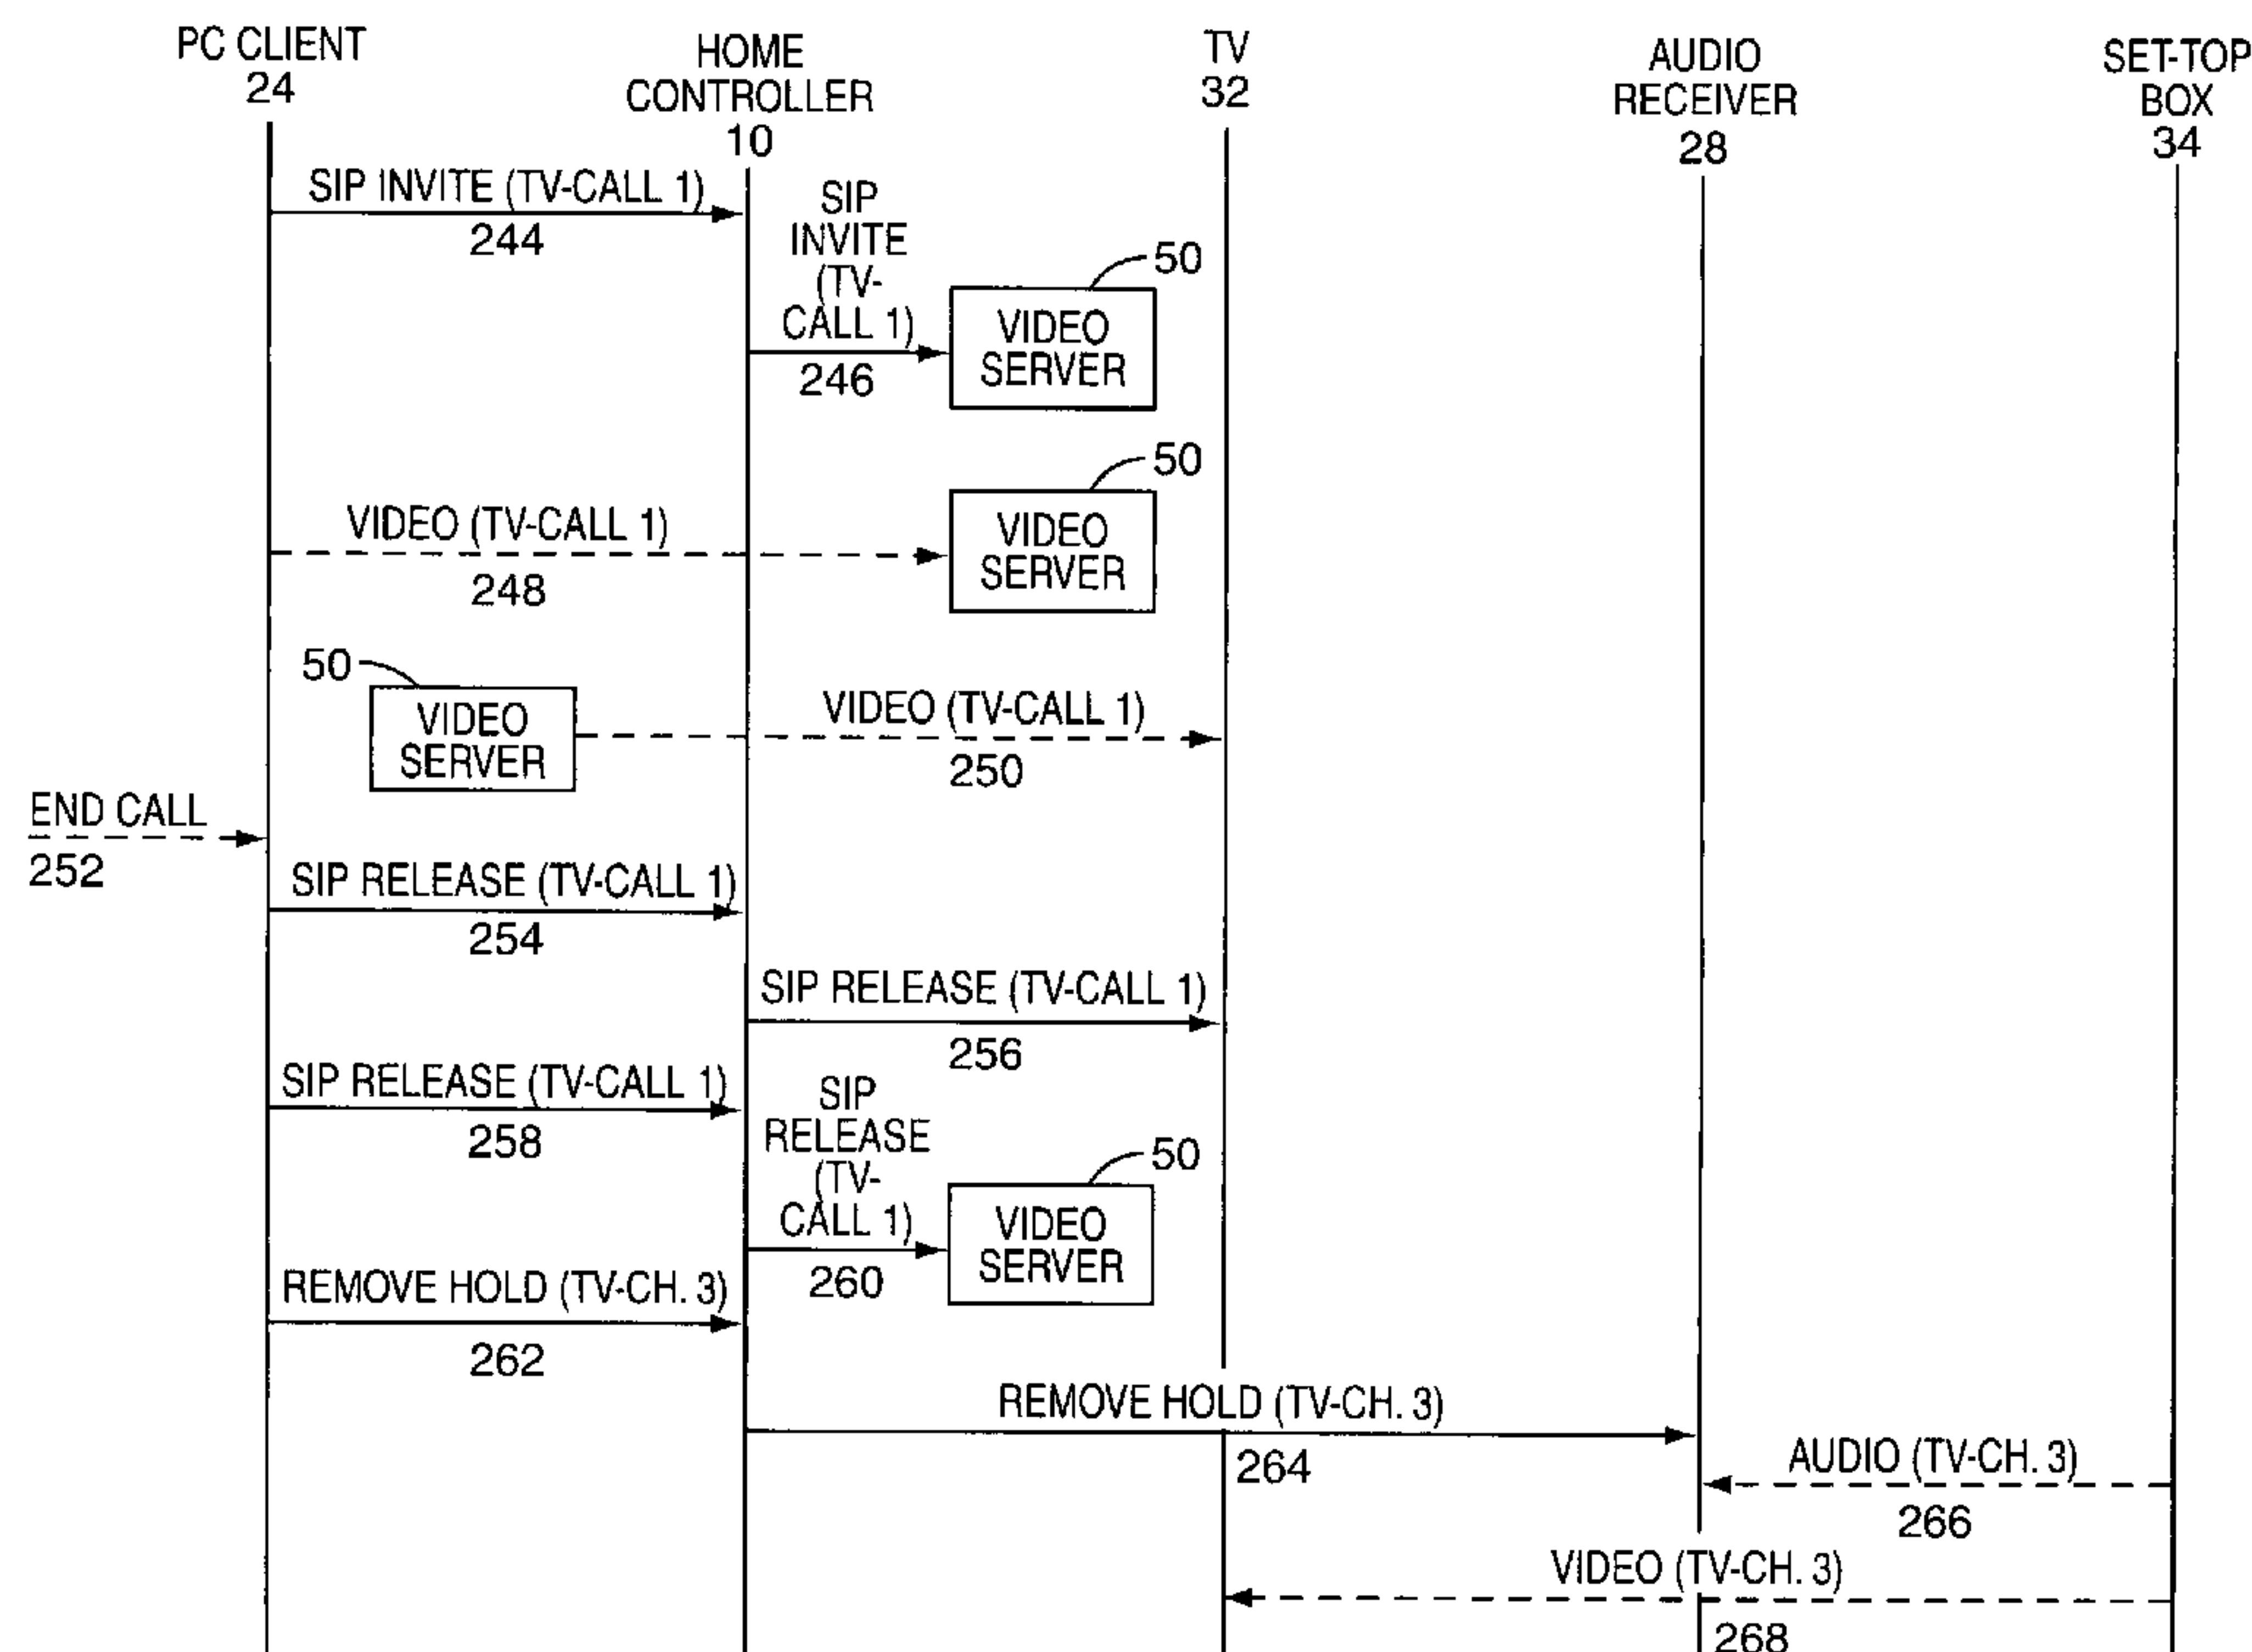 PC CLIENT
24
HOME
CONTROLLER
10
TV
32
AUDIO
RECEIVER
28
SET-TOP
BOX
34
SIP INVITE (TV-CALL 1)
244
SIP
INVITE
(TV-
CALL 1)
246
50
VIDEO
SERVER
50
VIDEO
SERVER
VIDEO (TV-CALL 1)
248
50
VIDEO
SERVER
VIDEO (TV-CALL 1)
250
END CALL
252
SIP RELEASE (TV-CALL 1)
254
SIP RELEASE (TV-CALL 1)
256
SIP RELEASE (TV-CALL 1)
258
SIP
RELEASE
(TV-
CALL 1)
260
50
VIDEO
SERVER
REMOVE HOLD (TV-CH. 3)
262
REMOVE HOLD (TV-CH. 3)
264
AUDIO (TV-CH. 3)
266
VIDEO (TV-CH. 3)
268